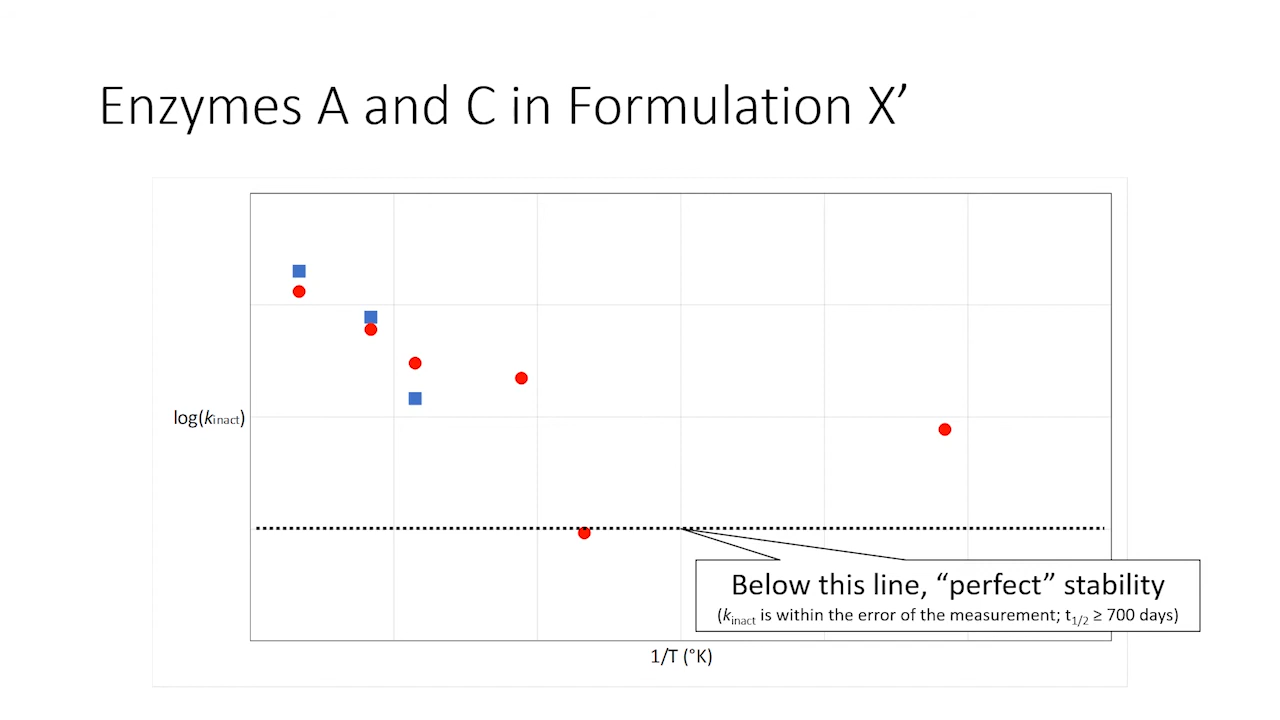 Enzymes A and C in Formulation X’
log(kinact)
Below this line, “perfect” stability
(kinact is within the error of the measurement; t1/2 ≥ 700 days)
1/T (°K)